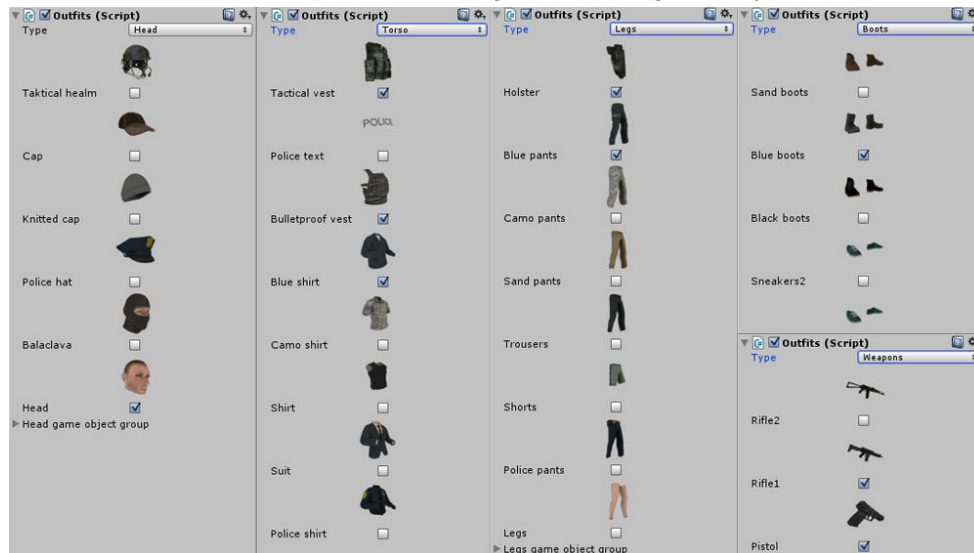 Outfits (Script)
Type Head
Taktical healm
Cap
Knitted cap
Police hat
Balaclava
Head
Head game object group
Outfits (Script)
Type Torso
Tactical vest
POLICE
Police text
Bulletproof vest
Blue shirt
Camo shirt
Shirt
Suit
Police shirt
Outfits (Script)
Type Legs
Holster
Blue pants
Camo pants
Sand pants
Trousers
Shorts
Police pants
Legs
Legs game object group
Outfits (Script)
Type Boots
Sand boots
Blue boots
Black boots
Sneakers2
Outfits (Script)
Type Weapons
Rifle2
Rifle1
Pistol